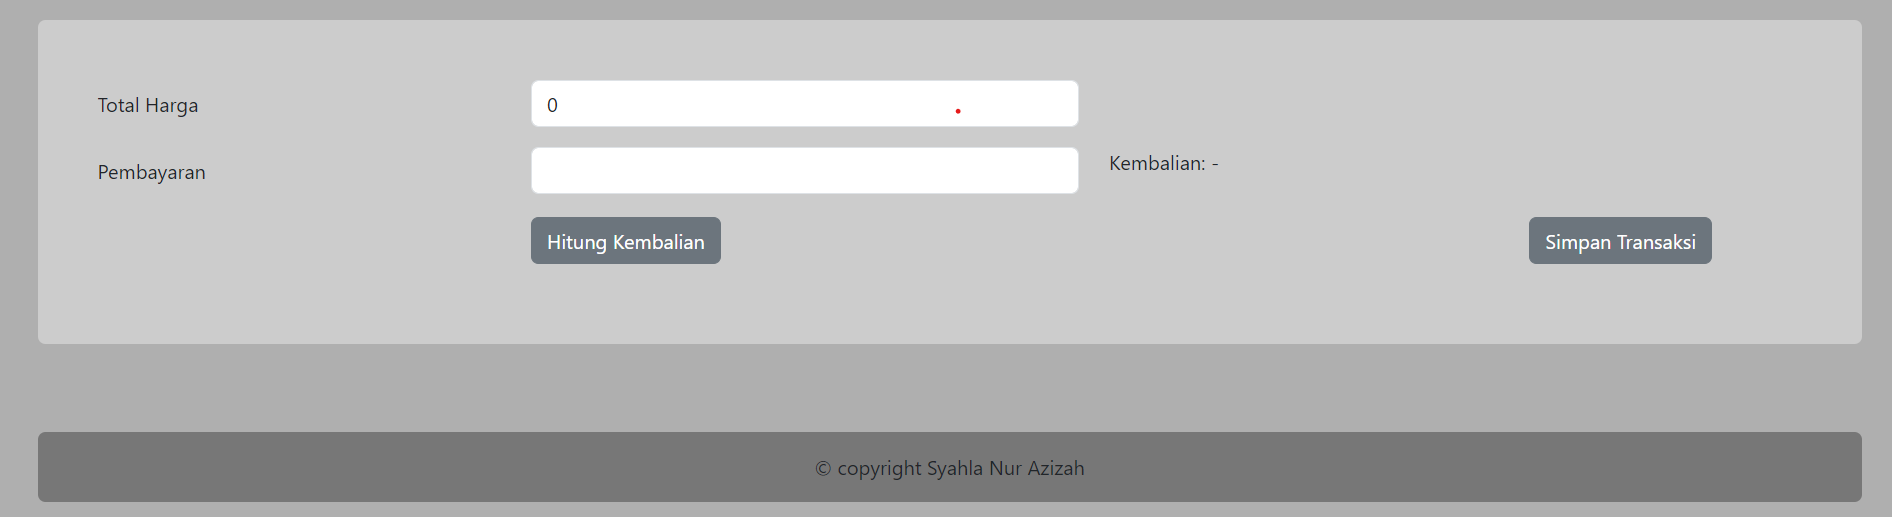 Total Harga
0
Pembayaran
Kembalian: -
Hitung Kembalian
Simpan Transaksi
© copyright Syahla Nur Azizah